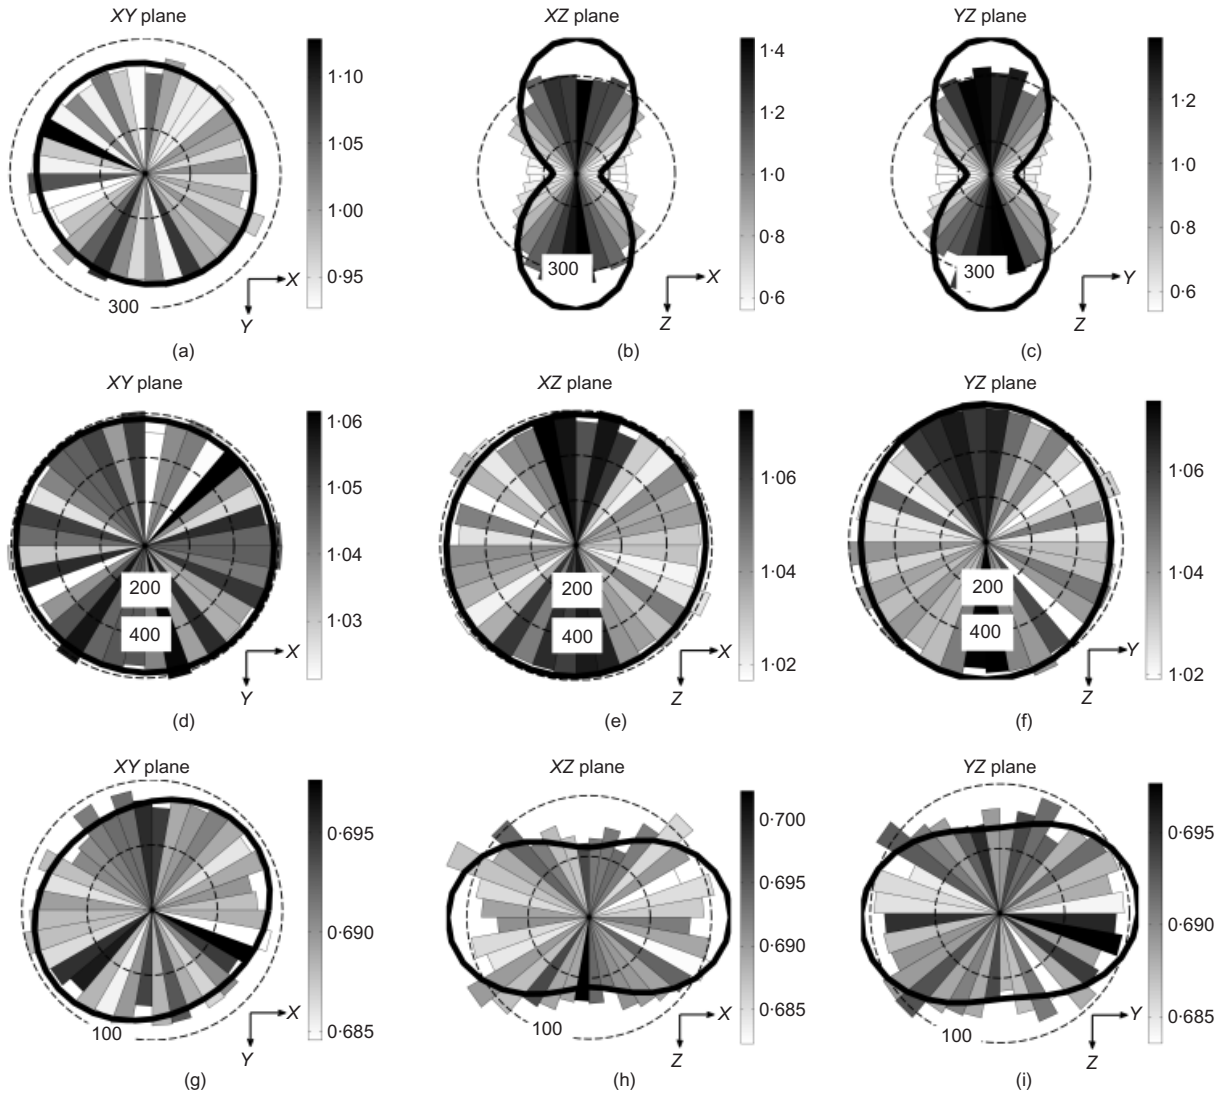 XY plane
XZ plane
YZ plane
1·10
1·05
1·00
0·95
300
X
Y
1·4
1·2
1·0
0·8
0·6
300
X
Z
1·2
1·0
0·8
0·6
300
Y
Z
(a)
(b)
(c)
XY plane
XZ plane
YZ plane
1·06
1·05
1·04
1·03
200
400
X
Y
1·06
1·04
1·02
200
400
X
Z
1·06
1·04
1·02
200
400
Y
Z
(d)
(e)
(f)
XY plane
XZ plane
YZ plane
0·695
0·690
0·685
100
X
Y
0·700
0·695
0·690
0·685
100
X
Z
0·695
0·690
0·685
100
Y
Z
(g)
(h)
(i)